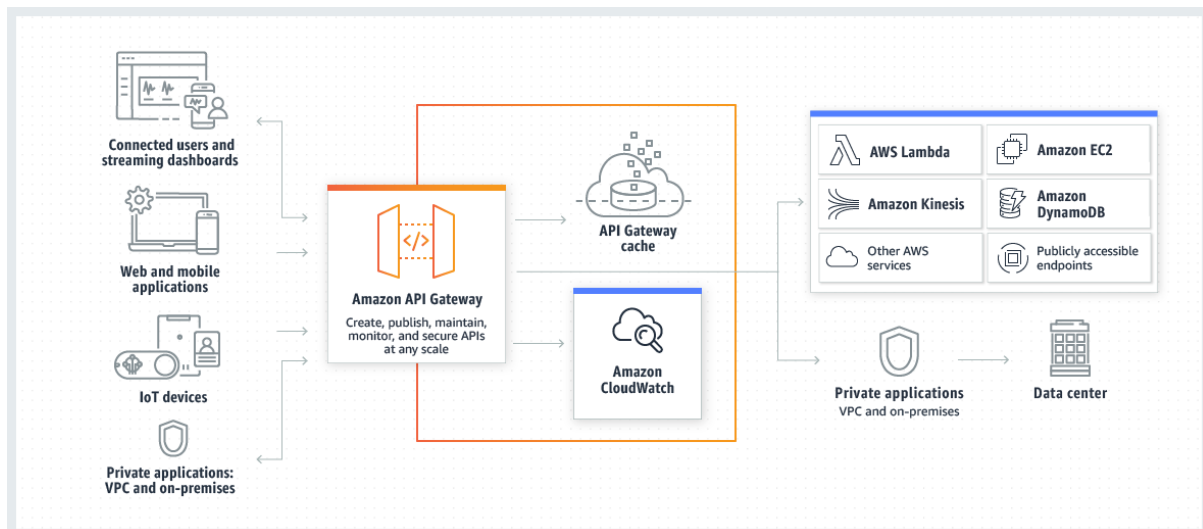 Connected users and
streaming dashboards
Web and mobile
applications
IoT devices
Private applications:
VPC and on-premises
</>
Amazon API Gateway
Create, publish, maintain,
monitor, and secure APIs
at any scale
API Gateway
cache
Amazon
CloudWatch
AWS Lambda
Amazon EC2
Amazon Kinesis
Amazon
DynamoDB
Other AWS
services
Publicly accessible
endpoints
Private applications
VPC and on-premises
Data center